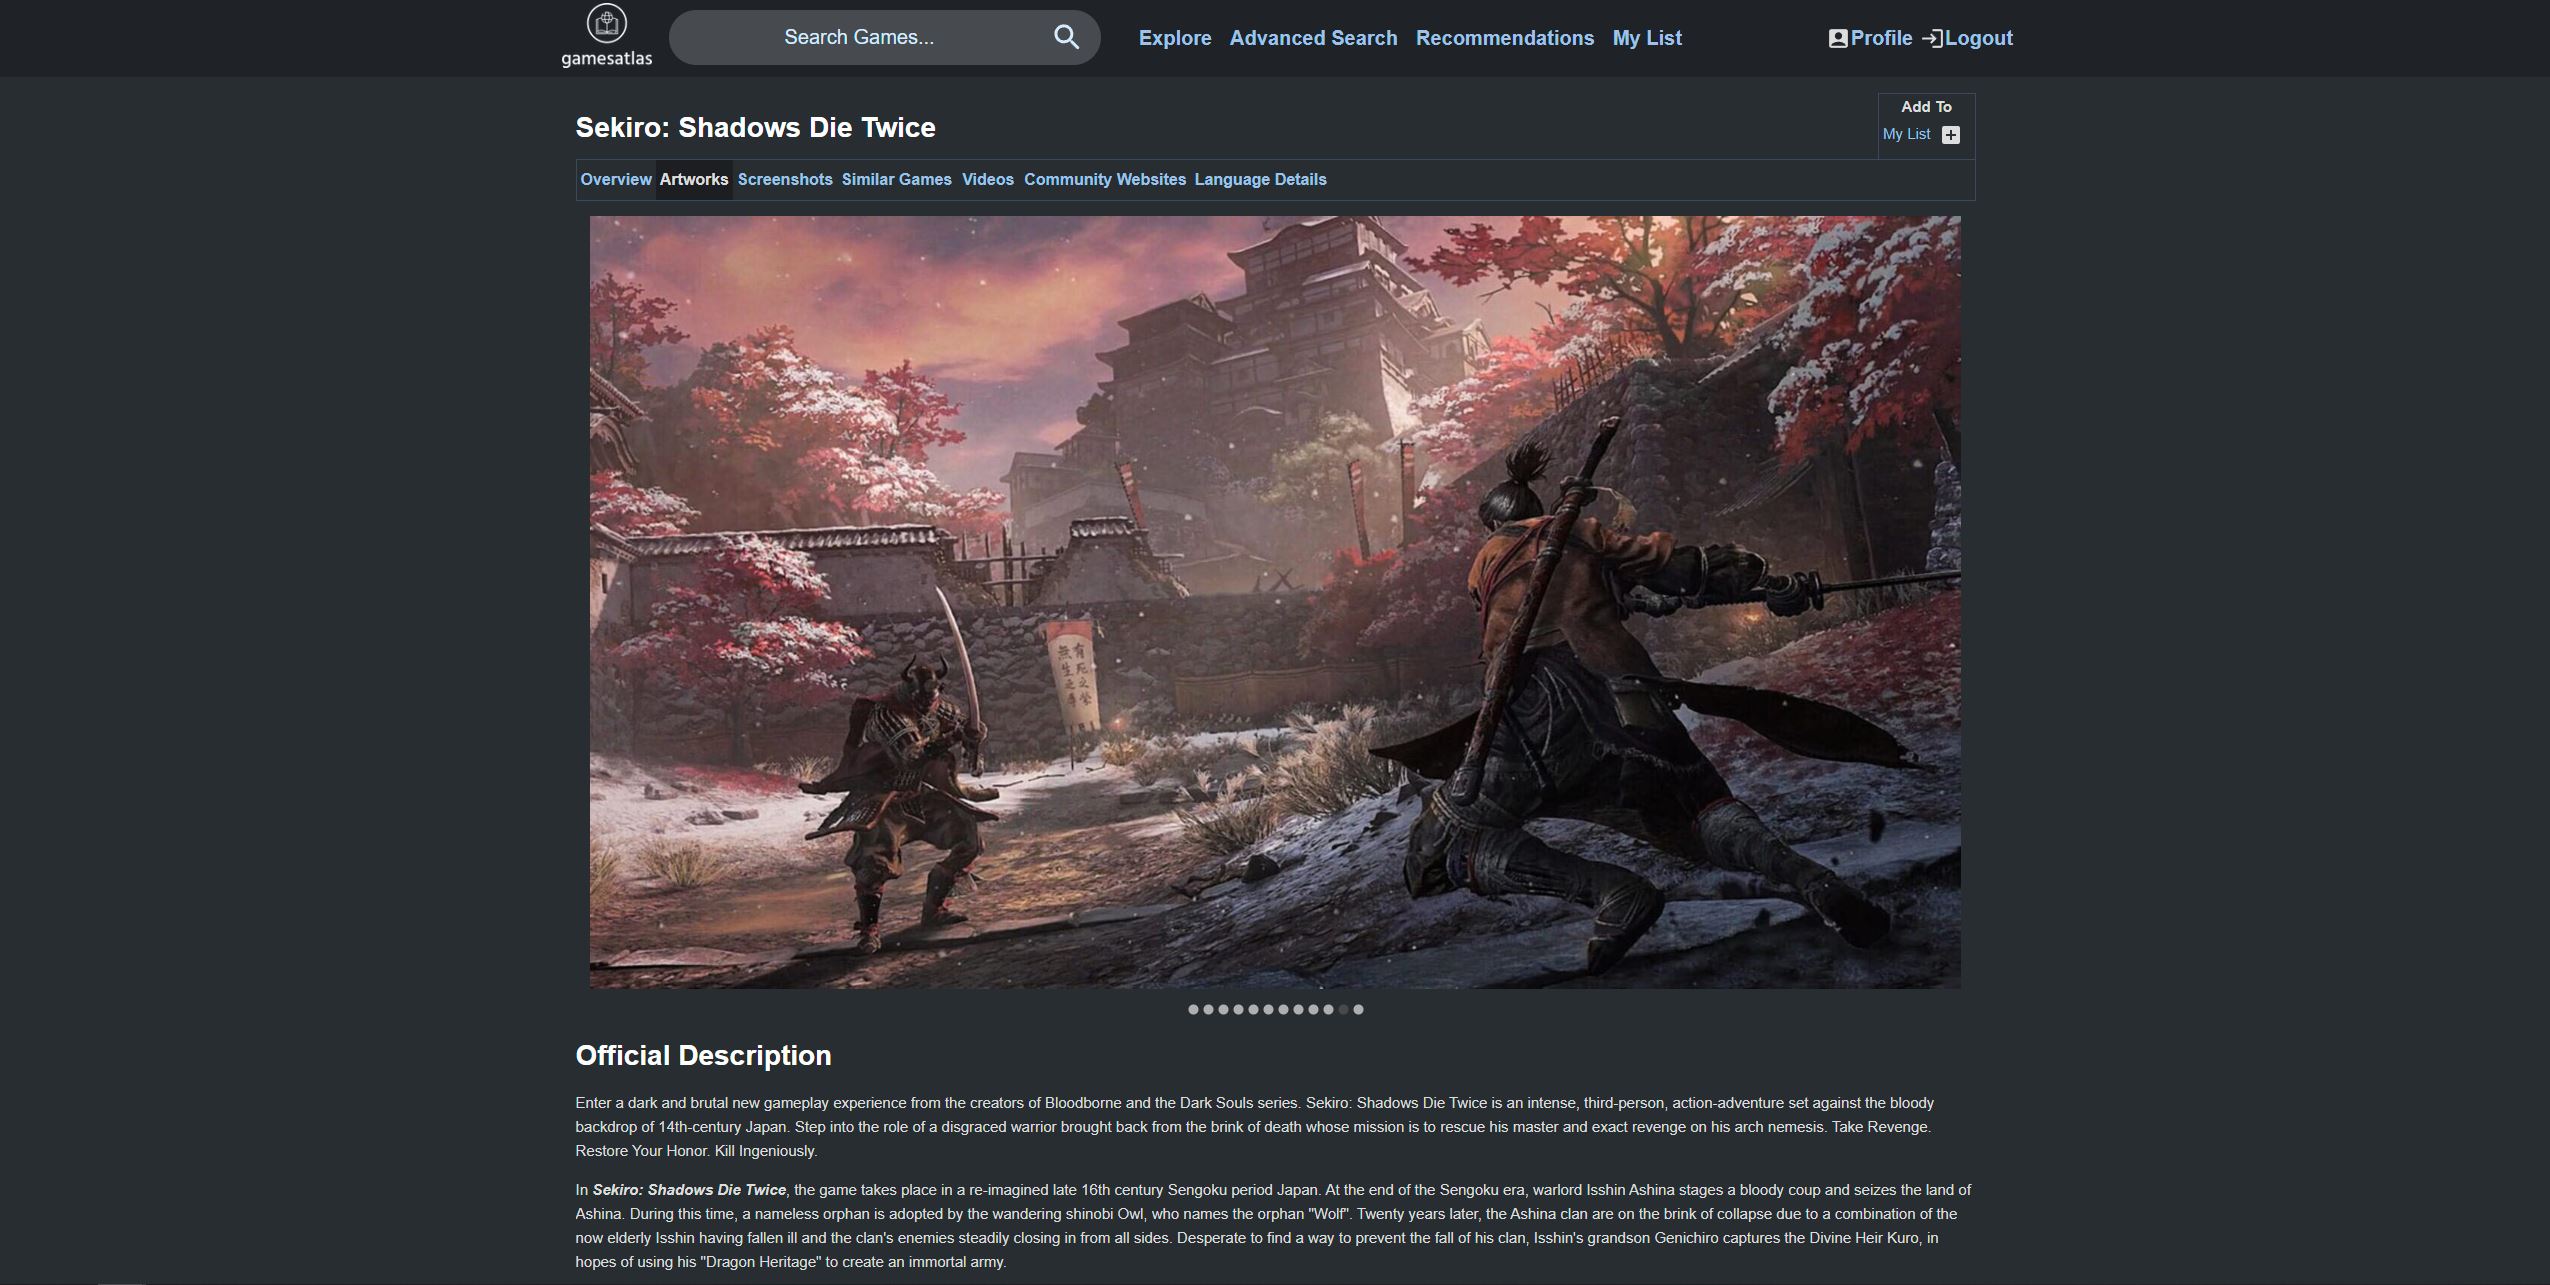 gamesatlas
Search Games...
Explore Advanced Search Recommendations My List
Profile Logout
Sekiro: Shadows Die Twice
Add To
My List
Overview Artworks Screenshots Similar Games Videos Community Websites Language Details
有死之榮
無生之辱
Official Description
Enter a dark and brutal new gameplay experience from the creators of Bloodborne and the Dark Souls series. Sekiro: Shadows Die Twice is an intense, third-person, action-adventure set against the bloody
backdrop of 14th-century Japan. Step into the role of a disgraced warrior brought back from the brink of death whose mission is to rescue his master and exact revenge on his arch nemesis. Take Revenge.
Restore Your Honor. Kill Ingeniously.
In Sekiro: Shadows Die Twice, the game takes place in a re-imagined late 16th century Sengoku period Japan. At the end of the Sengoku era, warlord Isshin Ashina stages a bloody coup and seizes the land of
Ashina. During this time, a nameless orphan is adopted by the wandering shinobi Owl, who names the orphan "Wolf". Twenty years later, the Ashina clan are on the brink of collapse due to a combination of the
now elderly Isshin having fallen ill and the clan's enemies steadily closing in from all sides. Desperate to find a way to prevent the fall of his clan, Isshin's grandson Genichiro captures the Divine Heir Kuro, in
hopes of using his "Dragon Heritage" to create an immortal army.